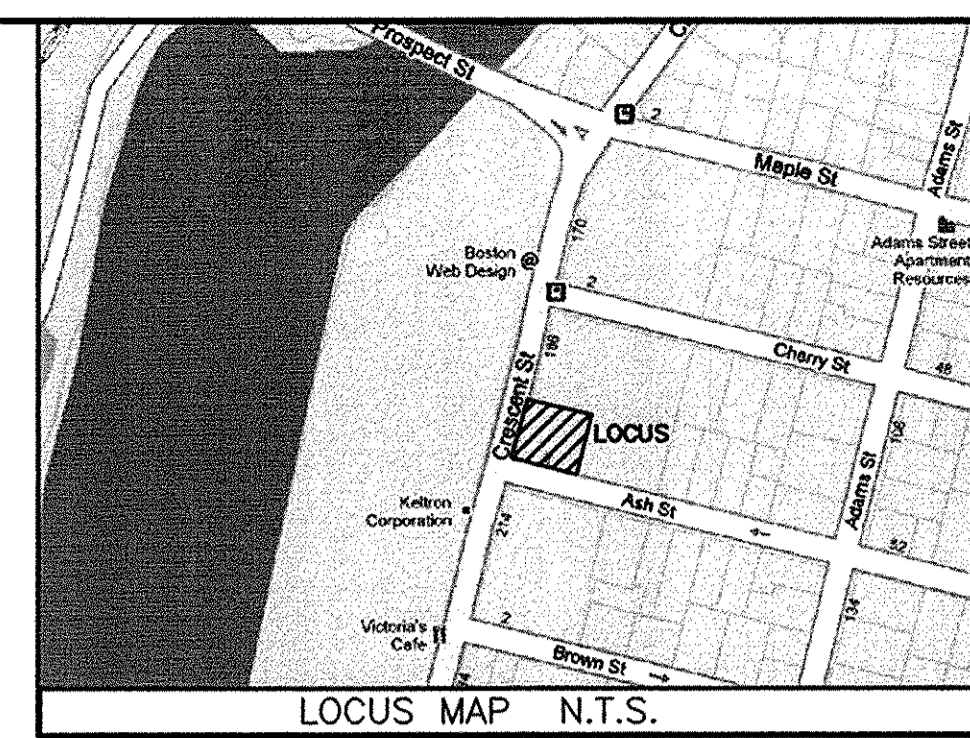 Prospect St
C
2
Maple St
Adams St
170
Boston
Web Design
Adams Street
Apartment
Resources
2
Cherry St
186
48
Crescent St
LOCUS
108
Adams St
Keltron
Corporation
214
Ash St
52
134
Victoria's
Cafe
2
Brown St
LOCUS MAP N.T.S.